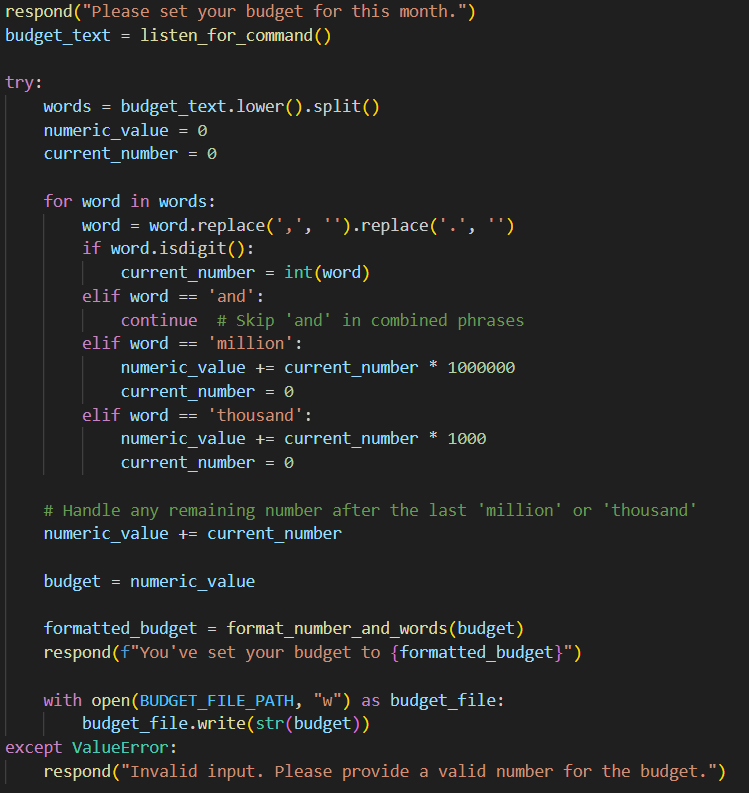 respond("Please set your budget for this month.")
budget_text = listen_for_command()

try:
    words = budget_text.lower().split()
    numeric_value = 0
    current_number = 0

    for word in words:
        word = word.replace(',', '').replace('.', '')
        if word.isdigit():
            current_number = int(word)
        elif word == 'and':
            continue  # Skip 'and' in combined phrases
        elif word == 'million':
            numeric_value += current_number * 1000000
            current_number = 0
        elif word == 'thousand':
            numeric_value += current_number * 1000
            current_number = 0

    # Handle any remaining number after the last 'million' or 'thousand'
    numeric_value += current_number

    budget = numeric_value

    formatted_budget = format_number_and_words(budget)
    respond(f"You've set your budget to {formatted_budget}")

    with open(BUDGET_FILE_PATH, "w") as budget_file:
        budget_file.write(str(budget))
except ValueError:
    respond("Invalid input. Please provide a valid number for the budget.")